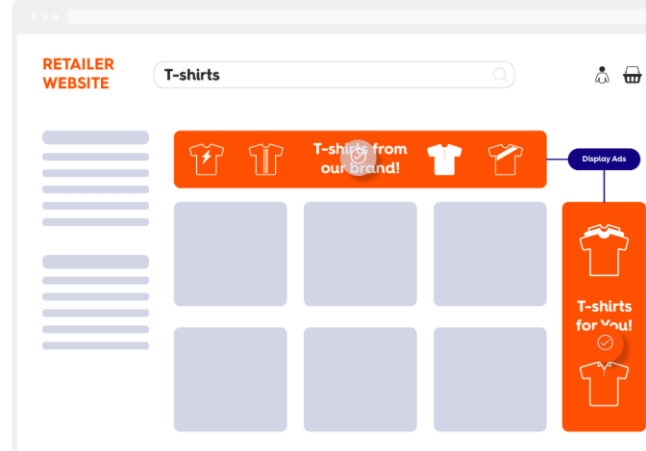 RETAILER
WEBSITE
T-shirts
T-shirts from
our brand!
Display Ads
T-shirts
for You!